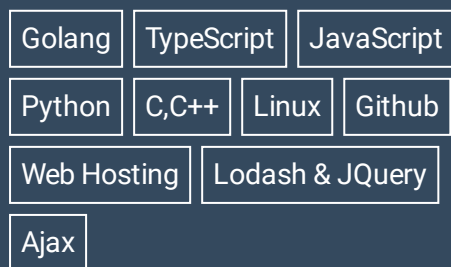 Golang TypeScript JavaScript
Python C,C++ Linux Github
Web Hosting Lodash & JQuery
Ajax